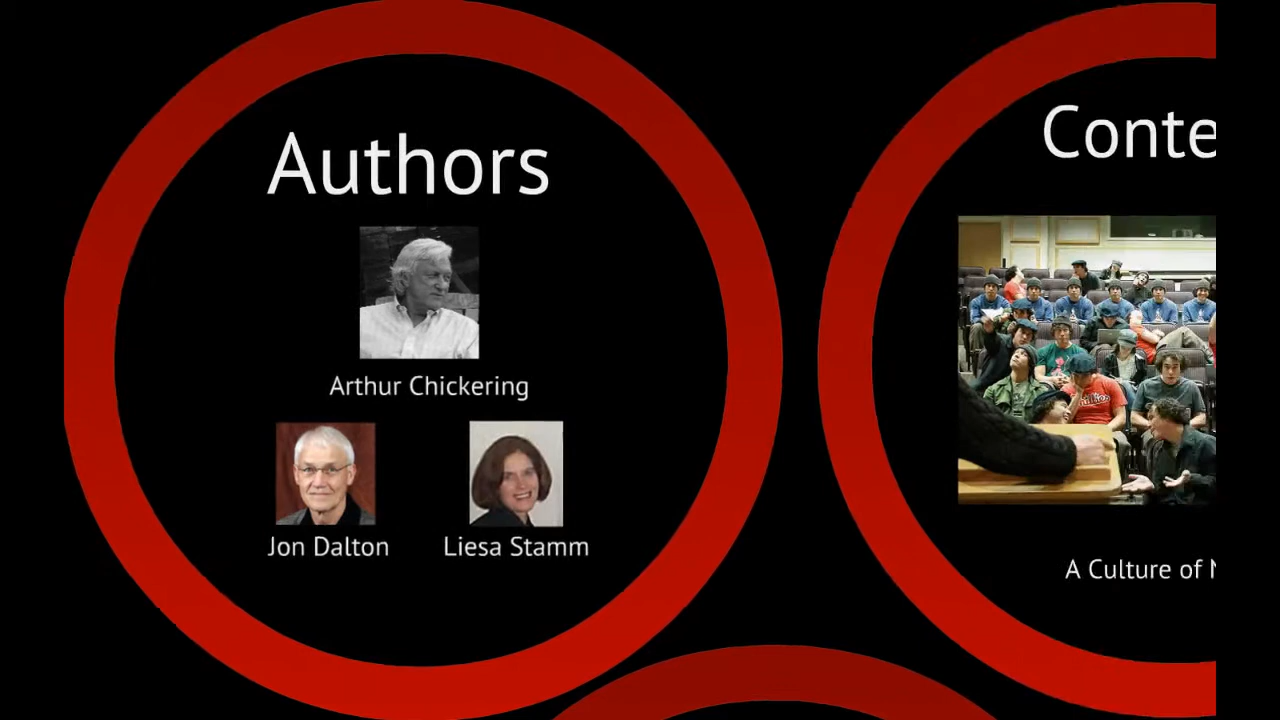 Authors
Arthur Chickering
Jon Dalton
Liesa Stamm
Conte
A Culture of